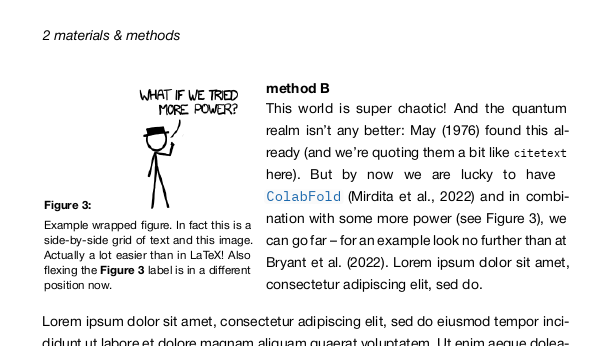 2 materials & methods
WHAT IF WE TRIED
MORE POWER?
Figure 3:
Example wrapped figure. In fact this is a
side-by-side grid of text and this image.
Actually a lot easier than in LaTeX! Also
flexing the Figure 3 label is in a different
position now.
method B
This world is super chaotic! And the quantum
realm isn’t any better: May (1976) found this al-
ready (and we’re quoting them a bit like citetext
here). But by now we are lucky to have
ColabFold (Mirdita et al., 2022) and in combi-
nation with some more power (see Figure 3), we
can go far – for an example look no further than at
Bryant et al. (2022). Lorem ipsum dolor sit amet,
consectetur adipiscing elit, sed do.
Lorem ipsum dolor sit amet, consectetur adipiscing elit, sed do eiusmod tempor inci-
didunt ut labore et dolore magnam aliquam quaerat voluptatem. Ut enim aeque dolea-